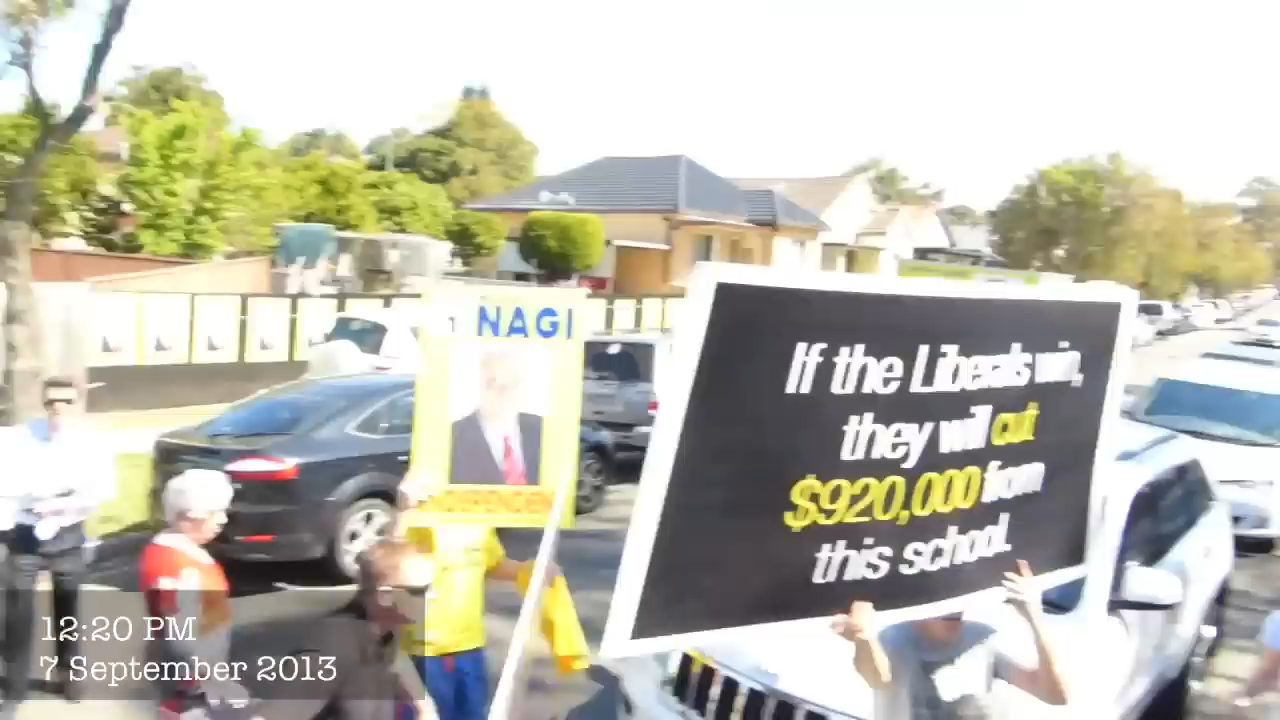 NAGI
INDEPENDEN
If the Liberals win,
they will cut
$920,000 from
this school.
12:20 PM
7 September 2013